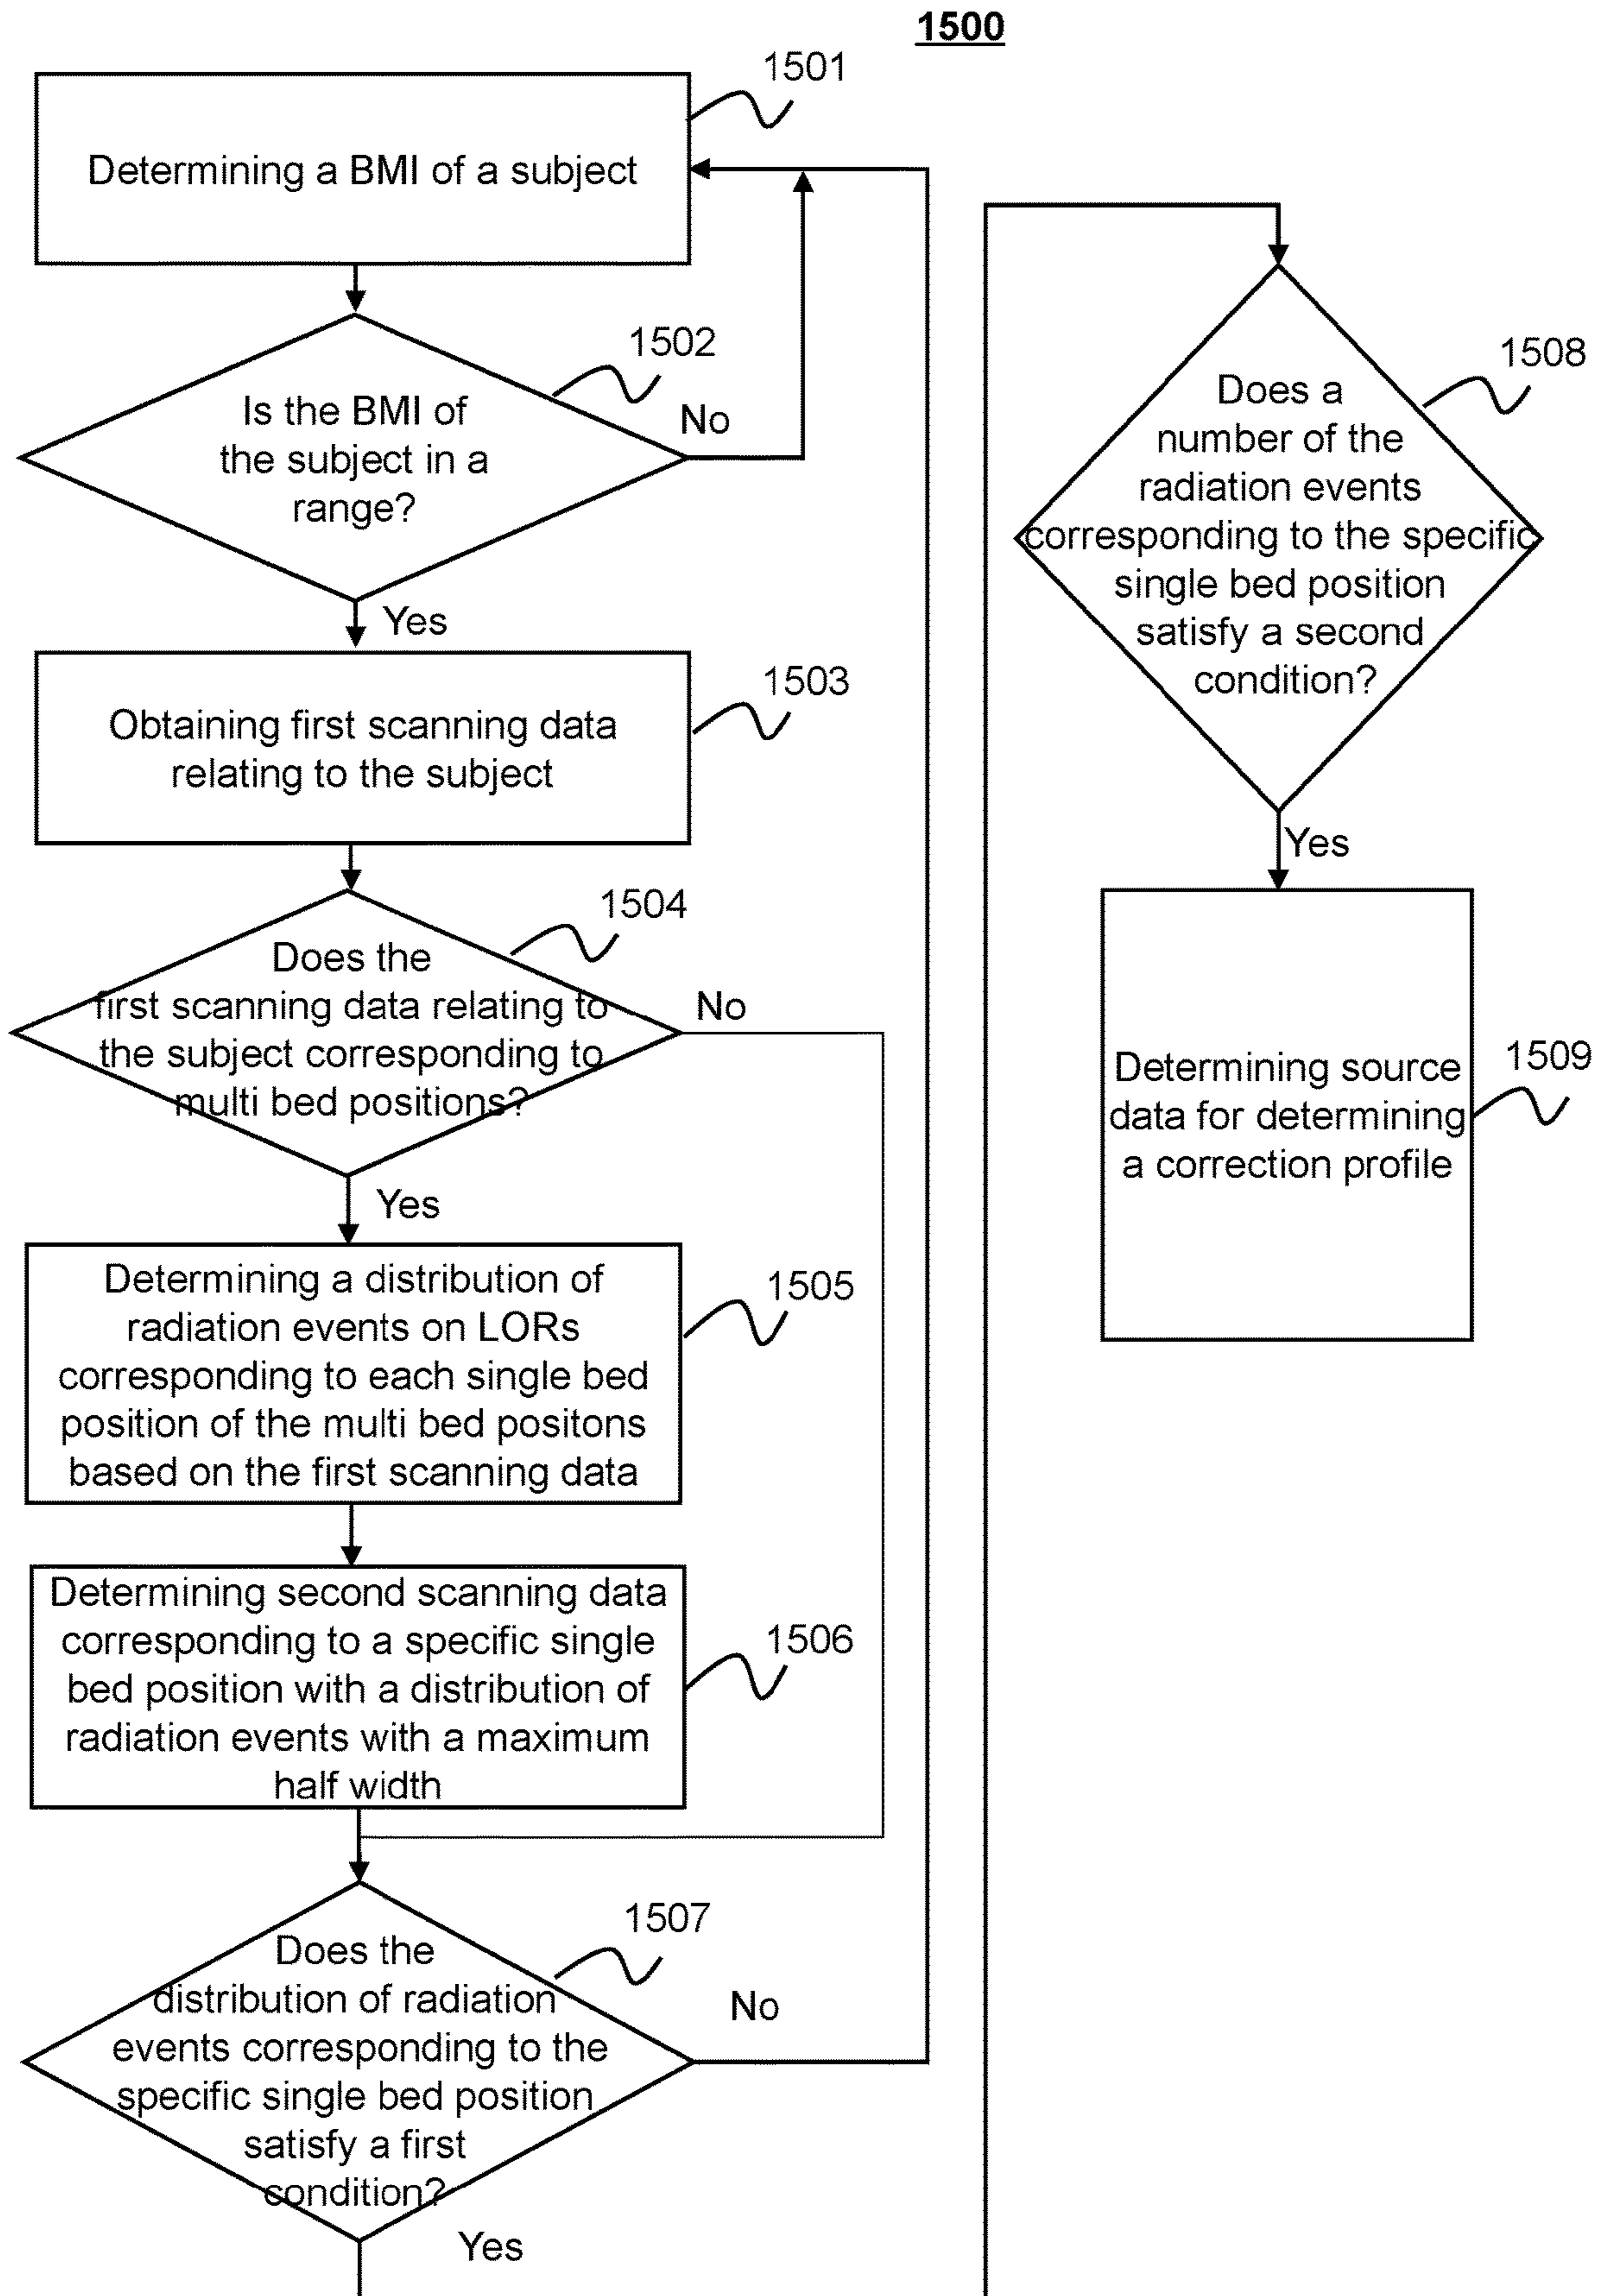 1500
1501
Determining a BMI of a subject
1502
Is the BMI of
the subject in a
range?
No
Yes
1503
Obtaining first scanning data
relating to the subject
1504
Does the
first scanning data relating to
the subject corresponding to
multi bed positions?
No
Yes
1505
Determining a distribution of
radiation events on LORs
corresponding to each single bed
position of the multi bed positons
based on the first scanning data
1506
Determining second scanning data
corresponding to a specific single
bed position with a distribution of
radiation events with a maximum
half width
1507
Does the
distribution of radiation
events corresponding to the
specific single bed position
satisfy a first
condition?
No
Yes
1508
Does a
number of the
radiation events
corresponding to the specific
single bed position
satisfy a second
condition?
Yes
1509
Determining source
data for determining
a correction profile